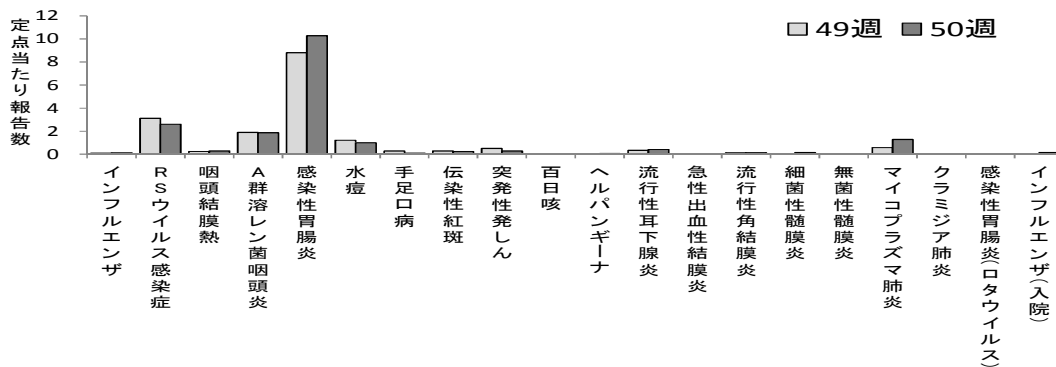 定点当たり報告数
12
10
8
6
4
2
0
49週 50週
インフルエンザ
RSウイルス感染症
咽頭結膜熱
A群溶レン菌咽頭炎
感染性胃腸炎
水痘
手足口病
伝染性紅斑
突発性発しん
百日咳
ヘルパンギーナ
流行性耳下腺炎
急性出血性結膜炎
流行性角結膜炎
細菌性髄膜炎
無菌性髄膜炎
マイコプラズマ肺炎
クラミジア肺炎
感染性胃腸炎(ロタウイルス)
インフルエンザ(入院)